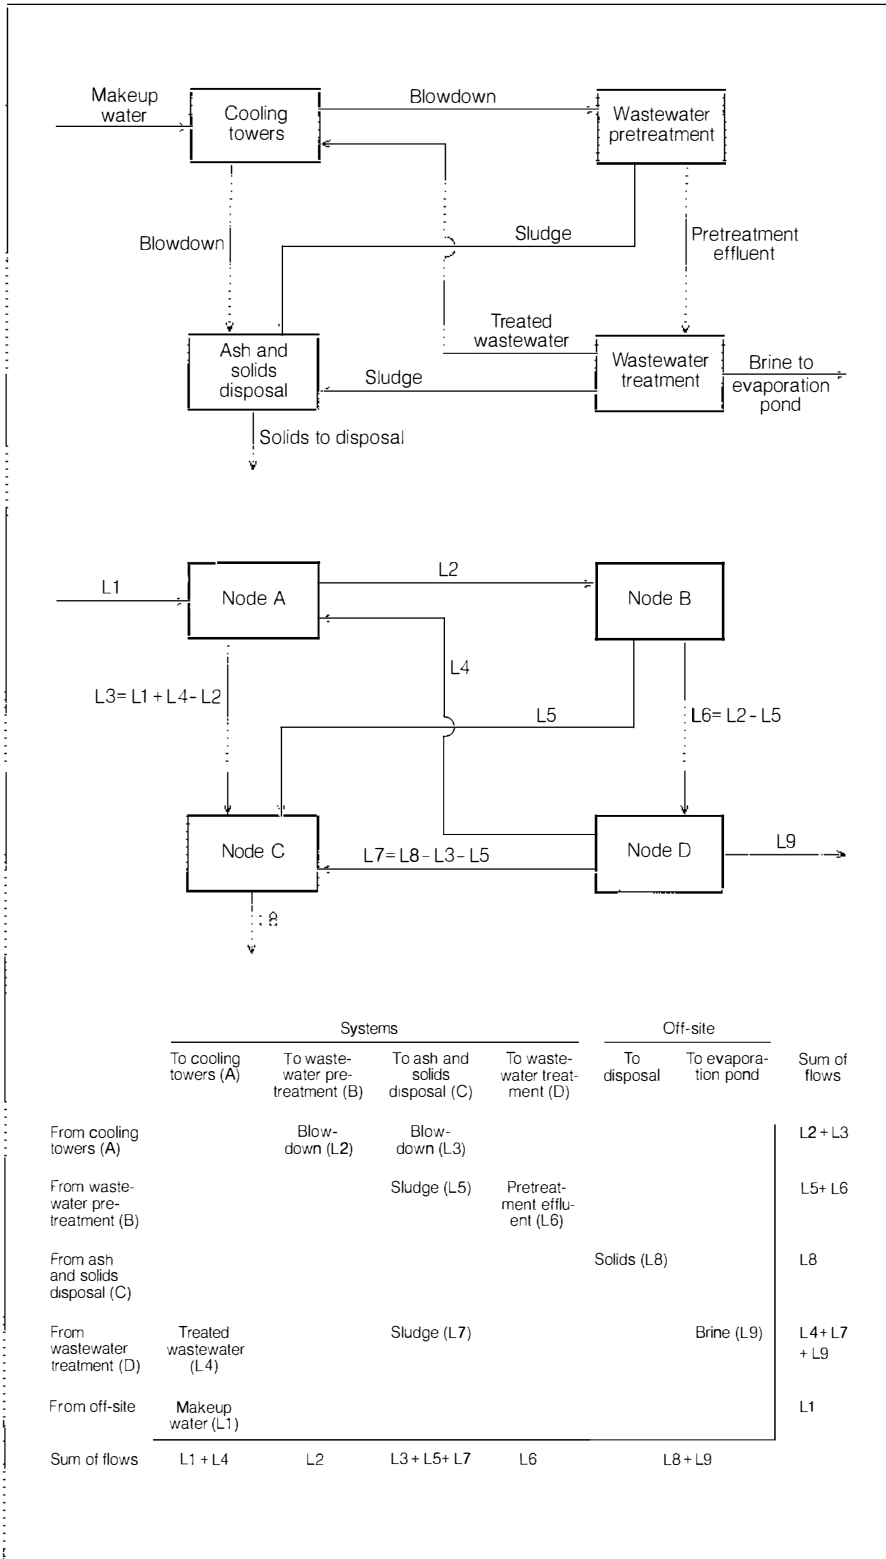 Makeup
water
Cooling
towers
Blowdown
Wastewater
pretreatment
Blowdown
Sludge
Pretreatment
effluent
Treated
wastewater
Ash and
solids
disposal
Sludge
Wastewater
treatment
Brine to
evaporation
pond
Solids to disposal
L1
Node A
L2
Node B
L4
L3 = L1 + L4 - L2
L5
L6 = L2 - L5
Node C
L7 = L8 - L3 - L5
Node D
L9
Systems
Off-site
To cooling
towers (A)
To waste-
water pre-
treatment (B)
To ash and
solids
disposal (C)
To waste-
water treat-
ment (D)
To
disposal
To evapora-
tion pond
Sum of
flows
From cooling
towers (A)
Blow-
down (L2)
Blow-
down (L3)
L2 + L3
From waste-
water pre-
treatment (B)
Sludge (L5)
Pretreat-
ment efflu-
ent (L6)
L5 + L6
From ash
and solids
disposal (C)
Solids (L8)
L8
From
wastewater
treatment (D)
Treated
wastewater
(L4)
Sludge (L7)
Brine (L9)
L4 + L7
+ L9
From off-site
Makeup
water (L1)
L1
Sum of flows
L1 + L4
L2
L3 + L5 + L7
L6
L8 + L9